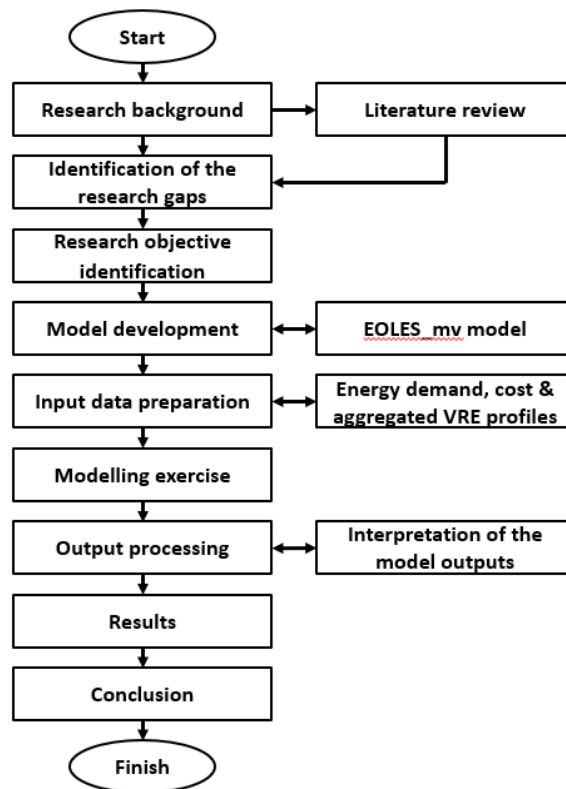 Start
Research background
Literature review
Identification of the
research gaps
Research objective
identification
Model development
EOLES_mv model
Input data preparation
Energy demand, cost &
aggregated VRE profiles
Modelling exercise
Output processing
Interpretation of the
model outputs
Results
Conclusion
Finish